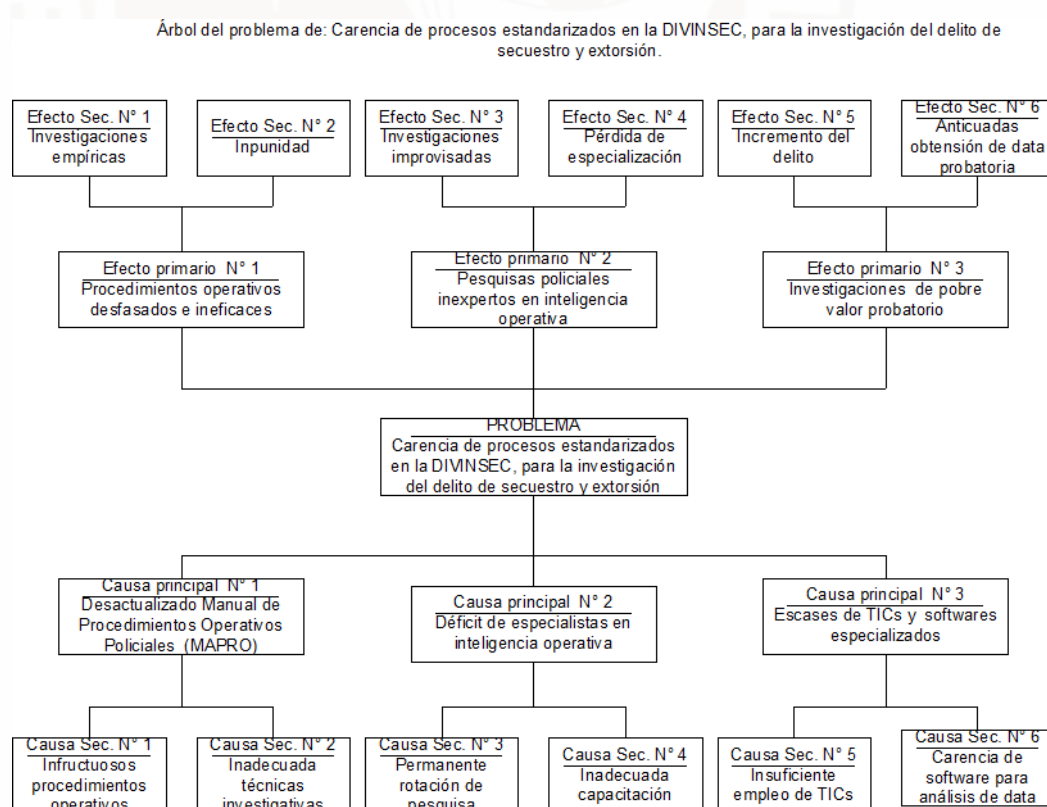 Árbol del problema de: Carencia de procesos estandarizados en la DIVINSEC, para la investigación del delito de
secuestro y extorsión.
Efecto Sec. N° 1
Investigaciones
empíricas
Efecto Sec. N° 2
Inpunidad
Efecto Sec. N° 3
Investigaciones
improvisadas
Efecto Sec. N° 4
Pérdida de
especialización
Efecto Sec. N° 5
Incremento del
delito
Efecto Sec. N° 6
Anticuadas
obtención de data
probatoria
Efecto primario N° 1
Procedimientos operativos
desfasados e ineficaces
Efecto primario N° 2
Pesquisas policiales
inexpertos en inteligencia
operativa
Efecto primario N° 3
Investigaciones de pobre
valor probatorio
PROBLEMA
Carencia de procesos estandarizados
en la DIVINSEC, para la investigación
del delito de secuestro y extorsión
Causa principal N° 1
Desactualizado Manual de
Procedimientos Operativos
Policiales (MAPRO)
Causa principal N° 2
Déficit de especialistas en
inteligencia operativa
Causa principal N° 3
Escases de TICs y softwares
especializados
Causa Sec. N° 1
Infructuosos
procedimientos
operativos
Causa Sec. N° 2
Inadecuada
técnicas
investigativas
Causa Sec. N° 3
Permanente
rotación de
pesquisa
Causa Sec. N° 4
Inadecuada
capacitación
Causa Sec. N° 5
Insuficiente
empleo de TICs
Causa Sec. N° 6
Carencia de
software para
análisis de data